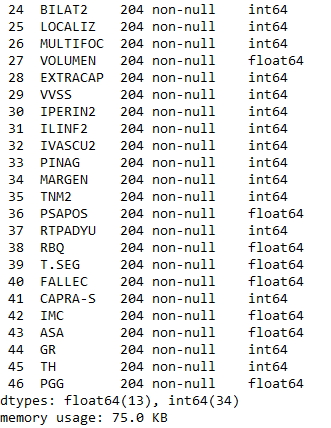 24 BILAT2 204 non-null int64
25 LOCALIZ 204 non-null int64
26 MULTIFOC 204 non-null int64
27 VOLUMEN 204 non-null float64
28 EXTRACAP 204 non-null int64
29 VVSS 204 non-null int64
30 IPERIN2 204 non-null int64
31 ILINF2 204 non-null int64
32 IVASCU2 204 non-null int64
33 PINAG 204 non-null int64
34 MARGEN 204 non-null int64
35 TNM2 204 non-null int64
36 PSAPOS 204 non-null float64
37 RTPADYU 204 non-null int64
38 RBQ 204 non-null float64
39 T.SEG 204 non-null float64
40 FALLEC 204 non-null float64
41 CAPRA-S 204 non-null int64
42 IMC 204 non-null float64
43 ASA 204 non-null float64
44 GR 204 non-null int64
45 TH 204 non-null int64
46 PGG 204 non-null float64
dtypes: float64(13), int64(34)
memory usage: 75.0 KB